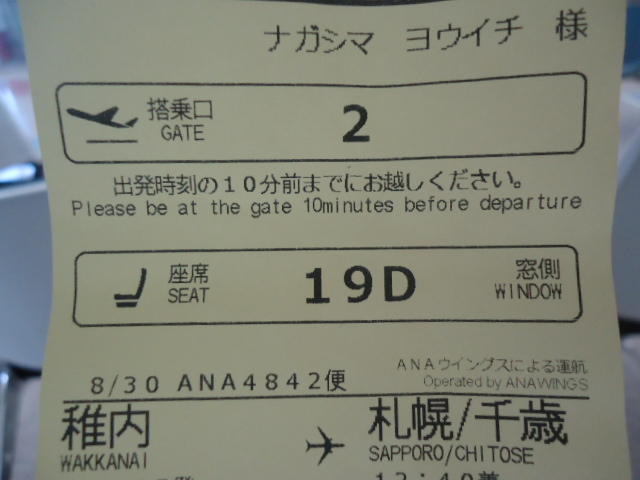 ナガシマ ヨウイチ 様
搭乗口
GATE
2
出発時刻の10分前までにお越しください。
Please be at the gate 10minutes before departure
座席
SEAT
19D
窓側
WINDOW
ANAウイングスによる運航
8/30 ANA4842便
Operated by ANAWINGS
稚内
WAKKANAI
札幌/千歳
SAPPORO/CHITOSE